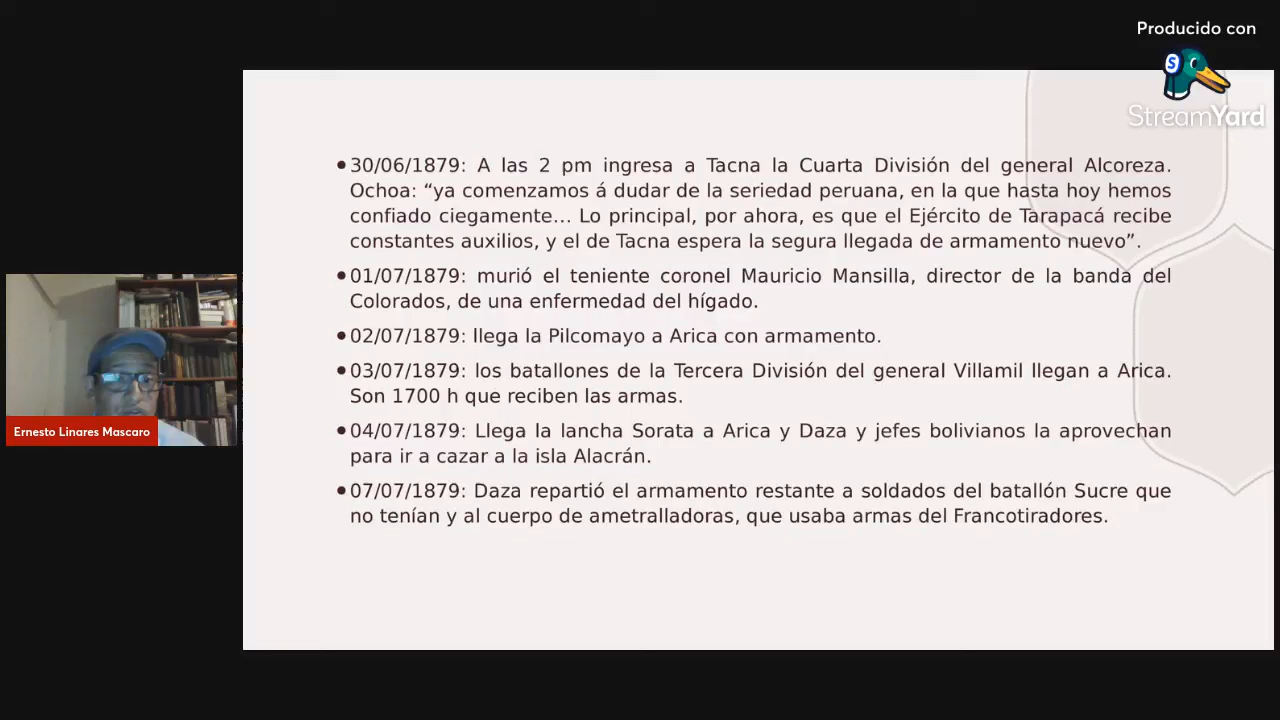 Producido con
StreamYard
•30/06/1879: A las 2 pm ingresa a Tacna la Cuarta División del general Alcoreza.
Ochoa: “ya comenzamos á dudar de la seriedad peruana, en la que hasta hoy hemos
confiado ciegamente… Lo principal, por ahora, es que el Ejército de Tarapacá recibe
constantes auxilios, y el de Tacna espera la segura llegada de armamento nuevo”.
•01/07/1879: murió el teniente coronel Mauricio Mansilla, director de la banda del
Colorados, de una enfermedad del hígado.
•02/07/1879: llega la Pilcomayo a Arica con armamento.
•03/07/1879: los batallones de la Tercera División del general Villamil llegan a Arica.
Son 1700 h que reciben las armas.
•04/07/1879: Llega la lancha Sorata a Arica y Daza y jefes bolivianos la aprovechan
para ir a cazar a la isla Alacrán.
•07/07/1879: Daza repartió el armamento restante a soldados del batallón Sucre que
no tenían y al cuerpo de ametralladoras, que usaba armas del Francotiradores.
Ernesto Linares Mascaro